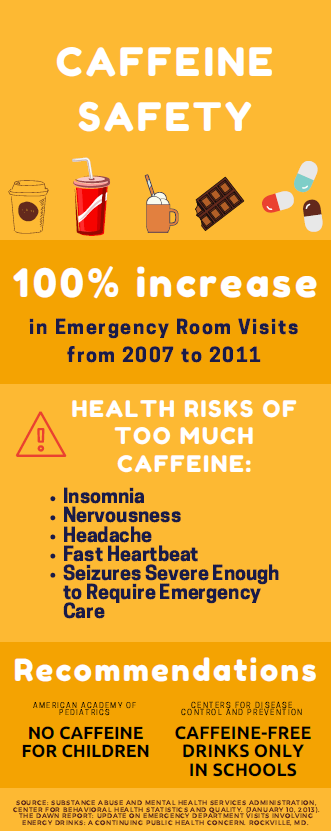 CAFFEINE
SAFETY
100% increase
in Emergency Room Visits
from 2007 to 2011
HEALTH RISKS OF
TOO MUCH
CAFFEINE:
• Insomnia
• Nervousness
• Headache
• Fast Heartbeat
• Seizures Severe Enough
to Require Emergency
Care
Recommendations
AMERICAN ACADEMY OF
PEDIATRICS
NO CAFFEINE
FOR CHILDREN
CENTERS FOR DISEASE
CONTROL AND PREVENTION
CAFFEINE-FREE
DRINKS ONLY
IN SCHOOLS
SOURCE: SUBSTANCE ABUSE AND MENTAL HEALTH SERVICES ADMINISTRATION,
CENTER FOR BEHAVIORAL HEALTH STATISTICS AND QUALITY. (JANUARY 10, 2013).
THE DAWN REPORT: UPDATE ON EMERGENCY DEPARTMENT VISITS INVOLVING
ENERGY DRINKS: A CONTINUING PUBLIC HEALTH CONCERN. ROCKVILLE, MD.